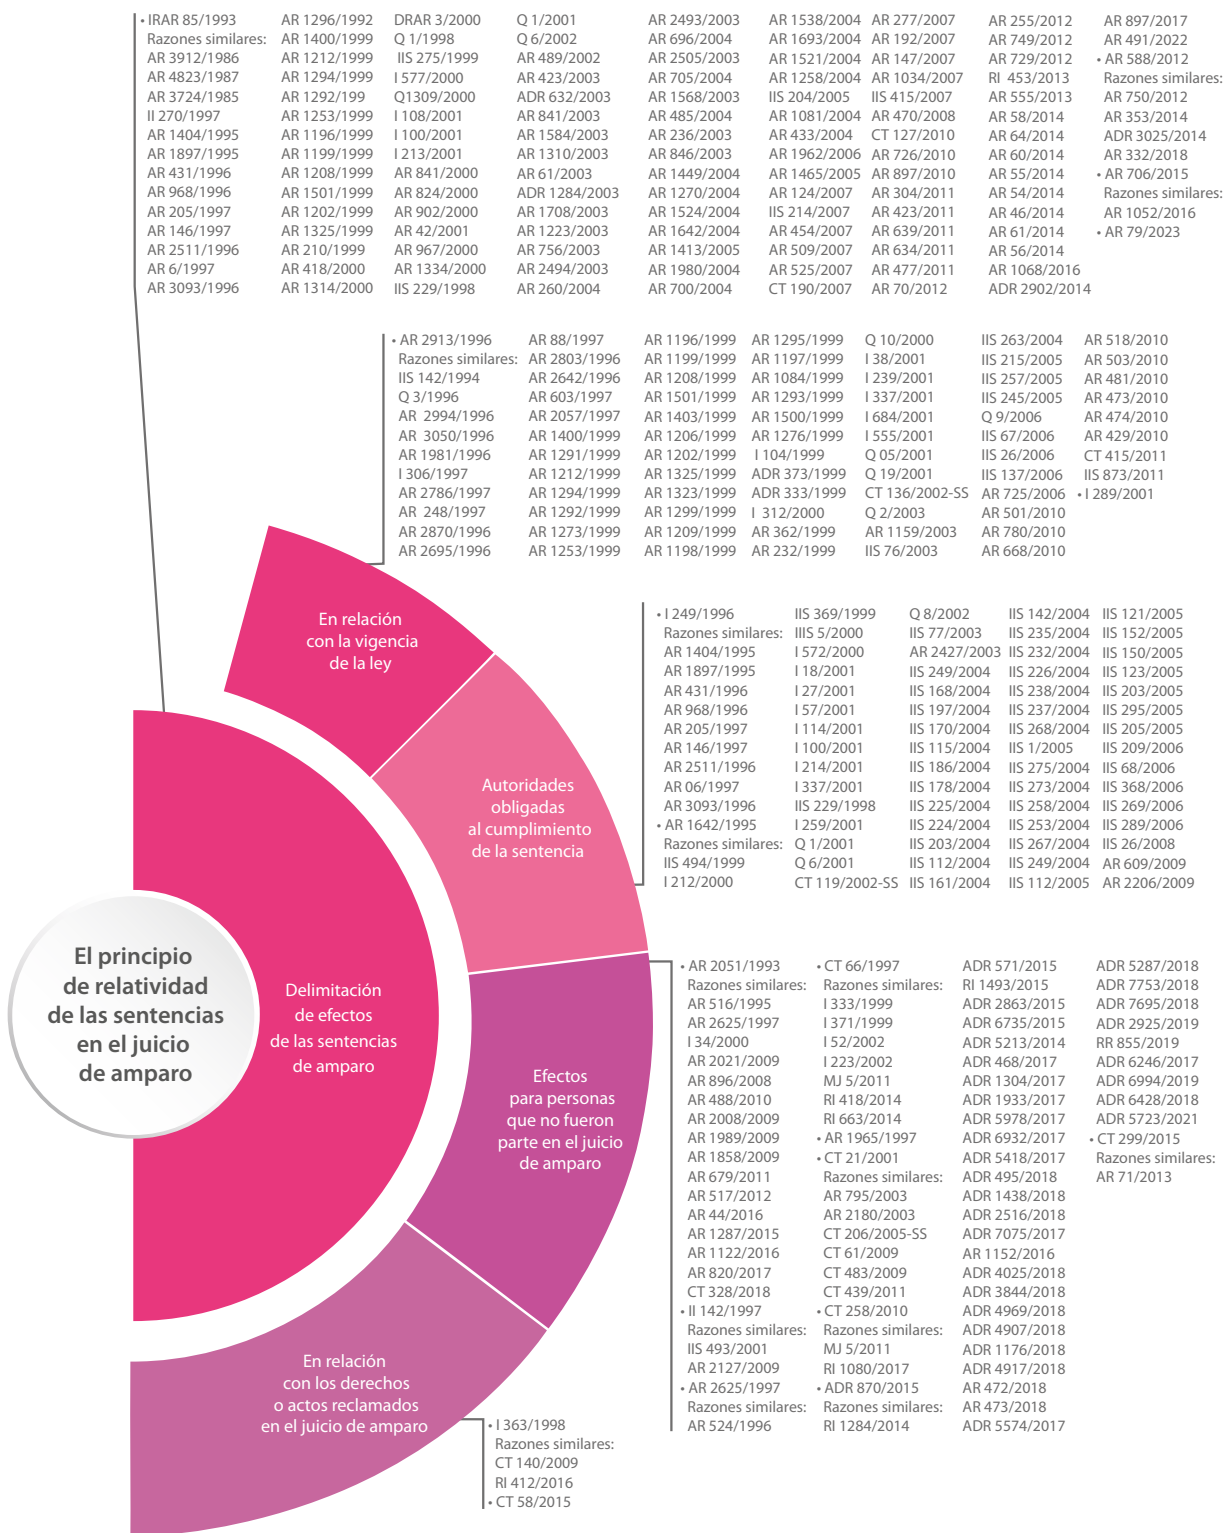 • IRAR 85/1993
Razones similares:
AR 3912/1986
AR 4823/1987
AR 3724/1985
II 270/1997
AR 1404/1995
AR 1897/1995
AR 431/1996
AR 968/1996
AR 205/1997
AR 146/1997
AR 2511/1996
AR 6/1997
AR 3093/1996
AR 1296/1992
AR 1400/1999
AR 1212/1999
AR 1294/1999
AR 1292/199
AR 1253/1999
AR 1196/1999
AR 1199/1999
AR 1208/1999
AR 1501/1999
AR 1202/1999
AR 1325/1999
AR 210/1999
AR 418/2000
AR 1314/2000
DRAR 3/2000
Q 1/1998
IIS 275/1999
I 577/2000
Q1309/2000
I 108/2001
I 100/2001
I 213/2001
AR 841/2000
AR 824/2000
AR 902/2000
AR 42/2001
AR 967/2000
AR 1334/2000
IIS 229/1998
Q 1/2001
Q 6/2002
AR 489/2002
AR 423/2003
ADR 632/2003
AR 841/2003
AR 1584/2003
AR 1310/2003
AR 61/2003
ADR 1284/2003
AR 1708/2003
AR 1223/2003
AR 756/2003
AR 2494/2003
AR 260/2004
AR 2493/2003
AR 696/2004
AR 2505/2003
AR 705/2004
AR 1568/2003
AR 485/2004
AR 236/2003
AR 846/2003
AR 1449/2004
AR 1270/2004
AR 1524/2004
AR 1642/2004
AR 1413/2005
AR 1980/2004
AR 700/2004
AR 1538/2004
AR 1693/2004
AR 1521/2004
AR 1258/2004
IIS 204/2005
AR 1081/2004
AR 433/2004
AR 1962/2006
AR 1465/2005
AR 124/2007
IIS 214/2007
AR 454/2007
AR 509/2007
AR 525/2007
CT 190/2007
AR 277/2007
AR 192/2007
AR 147/2007
AR 1034/2007
IIS 415/2007
AR 470/2008
CT 127/2010
AR 726/2010
AR 897/2010
AR 304/2011
AR 423/2011
AR 639/2011
AR 634/2011
AR 477/2011
AR 70/2012
AR 255/2012
AR 749/2012
AR 729/2012
RI 453/2013
AR 555/2013
AR 58/2014
AR 64/2014
AR 60/2014
AR 55/2014
AR 54/2014
AR 46/2014
AR 61/2014
AR 56/2014
AR 1068/2016
ADR 2902/2014
AR 897/2017
AR 491/2022
• AR 588/2012
Razones similares:
AR 750/2012
AR 353/2014
ADR 3025/2014
AR 332/2018
• AR 706/2015
Razones similares:
AR 1052/2016
• AR 79/2023
• AR 2913/1996
Razones similares:
IIS 142/1994
Q 3/1996
AR 2994/1996
AR 3050/1996
AR 1981/1996
I 306/1997
AR 2786/1997
AR 248/1997
AR 2870/1996
AR 2695/1996
AR 88/1997
AR 2803/1996
AR 2642/1996
AR 603/1997
AR 2057/1997
AR 1400/1999
AR 1291/1999
AR 1212/1999
AR 1294/1999
AR 1292/1999
AR 1273/1999
AR 1253/1999
AR 1196/1999
AR 1199/1999
AR 1208/1999
AR 1501/1999
AR 1403/1999
AR 1206/1999
AR 1202/1999
AR 1325/1999
AR 1323/1999
AR 1299/1999
AR 1209/1999
AR 1198/1999
AR 1295/1999
AR 1197/1999
AR 1084/1999
AR 1293/1999
AR 1500/1999
AR 1276/1999
I 104/1999
ADR 373/1999
ADR 333/1999
I 312/2000
AR 362/1999
AR 232/1999
Q 10/2000
I 38/2001
I 239/2001
I 337/2001
I 684/2001
I 555/2001
Q 05/2001
Q 19/2001
CT 136/2002-SS
Q 2/2003
AR 1159/2003
IIS 76/2003
IIS 263/2004
IIS 215/2005
IIS 257/2005
IIS 245/2005
Q 9/2006
IIS 67/2006
IIS 26/2006
IIS 137/2006
AR 725/2006
AR 501/2010
AR 780/2010
AR 668/2010
AR 518/2010
AR 503/2010
AR 481/2010
AR 473/2010
AR 474/2010
AR 429/2010
CT 415/2011
IIS 873/2011
• I 289/2001
En relación
con la vigencia
de la ley
• I 249/1996
Razones similares:
AR 1404/1995
AR 1897/1995
AR 431/1996
AR 968/1996
AR 205/1997
AR 146/1997
AR 2511/1996
AR 06/1997
AR 3093/1996
• AR 1642/1995
Razones similares:
IIS 494/1999
I 212/2000
IIS 369/1999
IIIS 5/2000
I 572/2000
I 18/2001
I 27/2001
I 57/2001
I 114/2001
I 100/2001
I 214/2001
I 337/2001
IIS 229/1998
I 259/2001
Q 1/2001
Q 6/2001
CT 119/2002-SS
Q 8/2002
IIS 77/2003
AR 2427/2003
IIS 249/2004
IIS 168/2004
IIS 197/2004
IIS 170/2004
IIS 115/2004
IIS 186/2004
IIS 178/2004
IIS 225/2004
IIS 224/2004
IIS 203/2004
IIS 112/2004
IIS 161/2004
IIS 142/2004
IIS 235/2004
IIS 232/2004
IIS 226/2004
IIS 238/2004
IIS 237/2004
IIS 268/2004
IIS 1/2005
IIS 275/2004
IIS 273/2004
IIS 258/2004
IIS 253/2004
IIS 267/2004
IIS 249/2004
IIS 112/2005
IIS 121/2005
IIS 152/2005
IIS 150/2005
IIS 123/2005
IIS 203/2005
IIS 295/2005
IIS 205/2005
IIS 209/2006
IIS 68/2006
IIS 368/2006
IIS 269/2006
IIS 289/2006
IIS 26/2008
AR 609/2009
AR 2206/2009
Autoridades
obligadas
al cumplimiento
de la sentencia
El principio
de relatividad
de las sentencias
en el juicio
de amparo
Delimitación
de efectos
de las sentencias
de amparo
Efectos
para personas
que no fueron
parte en el juicio
de amparo
• AR 2051/1993
Razones similares:
AR 516/1995
AR 2625/1997
I 34/2000
AR 2021/2009
AR 896/2008
AR 488/2010
AR 2008/2009
AR 1989/2009
AR 1858/2009
AR 679/2011
AR 517/2012
AR 44/2016
AR 1287/2015
AR 1122/2016
AR 820/2017
CT 328/2018
• II 142/1997
Razones similares:
IIS 493/2001
AR 2127/2009
• AR 2625/1997
Razones similares:
AR 524/1996
• CT 66/1997
Razones similares:
I 333/1999
I 371/1999
I 52/2002
I 223/2002
MJ 5/2011
RI 418/2014
RI 663/2014
• AR 1965/1997
• CT 21/2001
Razones similares:
AR 795/2003
AR 2180/2003
CT 206/2005-SS
CT 61/2009
CT 483/2009
CT 439/2011
• CT 258/2010
Razones similares:
MJ 5/2011
RI 1080/2017
• ADR 870/2015
Razones similares:
RI 1284/2014
ADR 571/2015
RI 1493/2015
ADR 2863/2015
ADR 6735/2015
ADR 5213/2014
ADR 468/2017
ADR 1304/2017
ADR 1933/2017
ADR 5978/2017
ADR 6932/2017
ADR 5418/2017
ADR 495/2018
ADR 1438/2018
ADR 2516/2018
ADR 7075/2017
AR 1152/2016
ADR 4025/2018
ADR 3844/2018
ADR 4969/2018
ADR 4907/2018
ADR 1176/2018
ADR 4917/2018
AR 472/2018
AR 473/2018
ADR 5574/2017
ADR 5287/2018
ADR 7753/2018
ADR 7695/2018
ADR 2925/2019
RR 855/2019
ADR 6246/2017
ADR 6994/2019
ADR 6428/2018
ADR 5723/2021
• CT 299/2015
Razones similares:
AR 71/2013
En relación
con los derechos
o actos reclamados
en el juicio de amparo
• I 363/1998
Razones similares:
CT 140/2009
RI 412/2016
• CT 58/2015